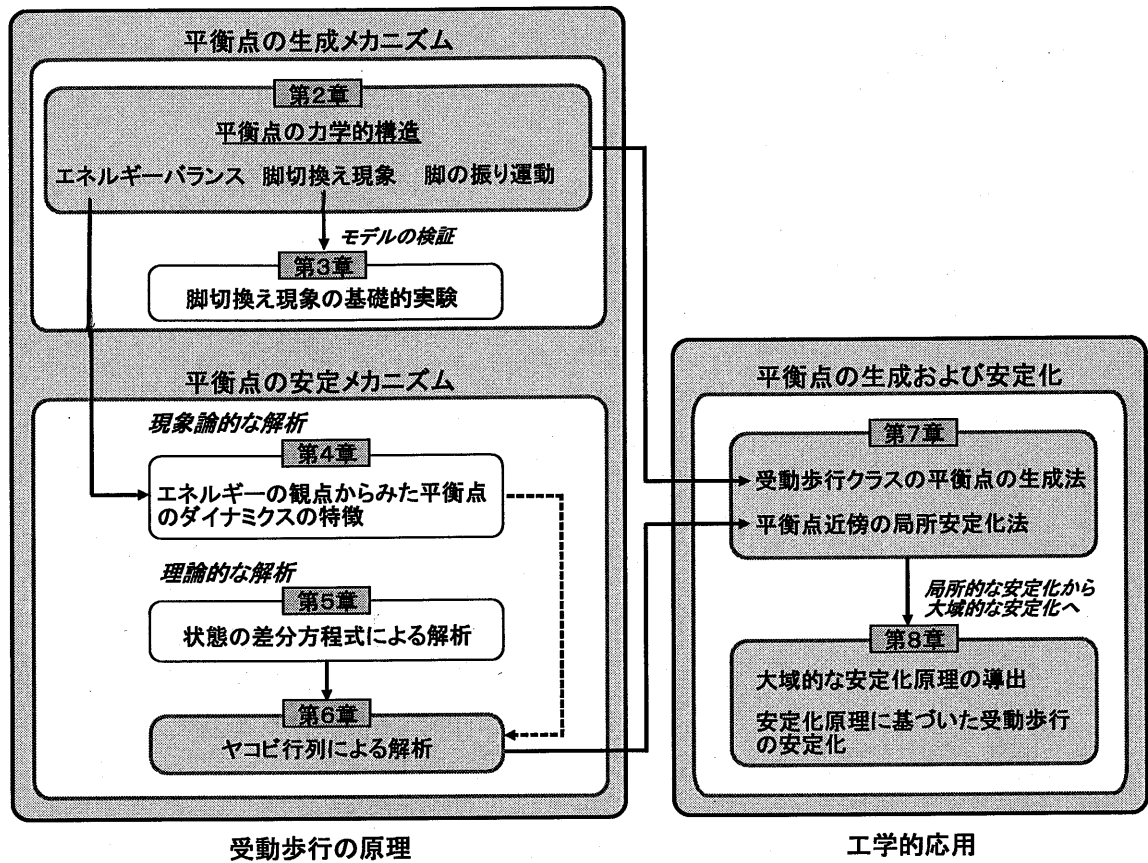 平衡点の生成メカニズム
第2章
平衡点の力学的構造
エネルギーバランス 脚切換え現象 脚の振り運動
モデルの検証
第3章
脚切換え現象の基礎的実験
平衡点の安定メカニズム
現象論的な解析
第4章
エネルギーの観点からみた平衡点
のダイナミクスの特徴
理論的な解析
第5章
状態の差分方程式による解析
第6章
ヤコビ行列による解析
受動歩行の原理
平衡点の生成および安定化
第7章
受動歩行クラスの平衡点の生成法
平衡点近傍の局所安定化法
局所的な安定化から
大域的な安定化へ
第8章
大域的な安定化原理の導出
安定化原理に基づいた受動歩行
の安定化
工学的応用